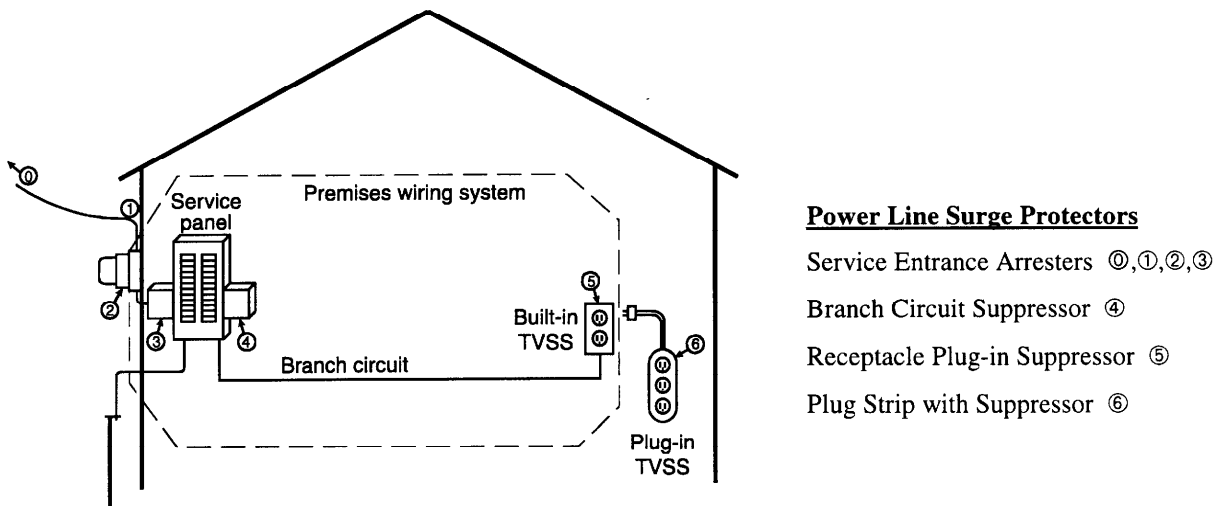 ⓪
①
Service
panel
Premises wiring system
②
③
④
Branch circuit
⑤
Built-in
TVSS
⑥
Plug-in
TVSS
Power Line Surge Protectors
Service Entrance Arresters ⓪,①,②,③
Branch Circuit Suppressor ④
Receptacle Plug-in Suppressor ⑤
Plug Strip with Suppressor ⑥